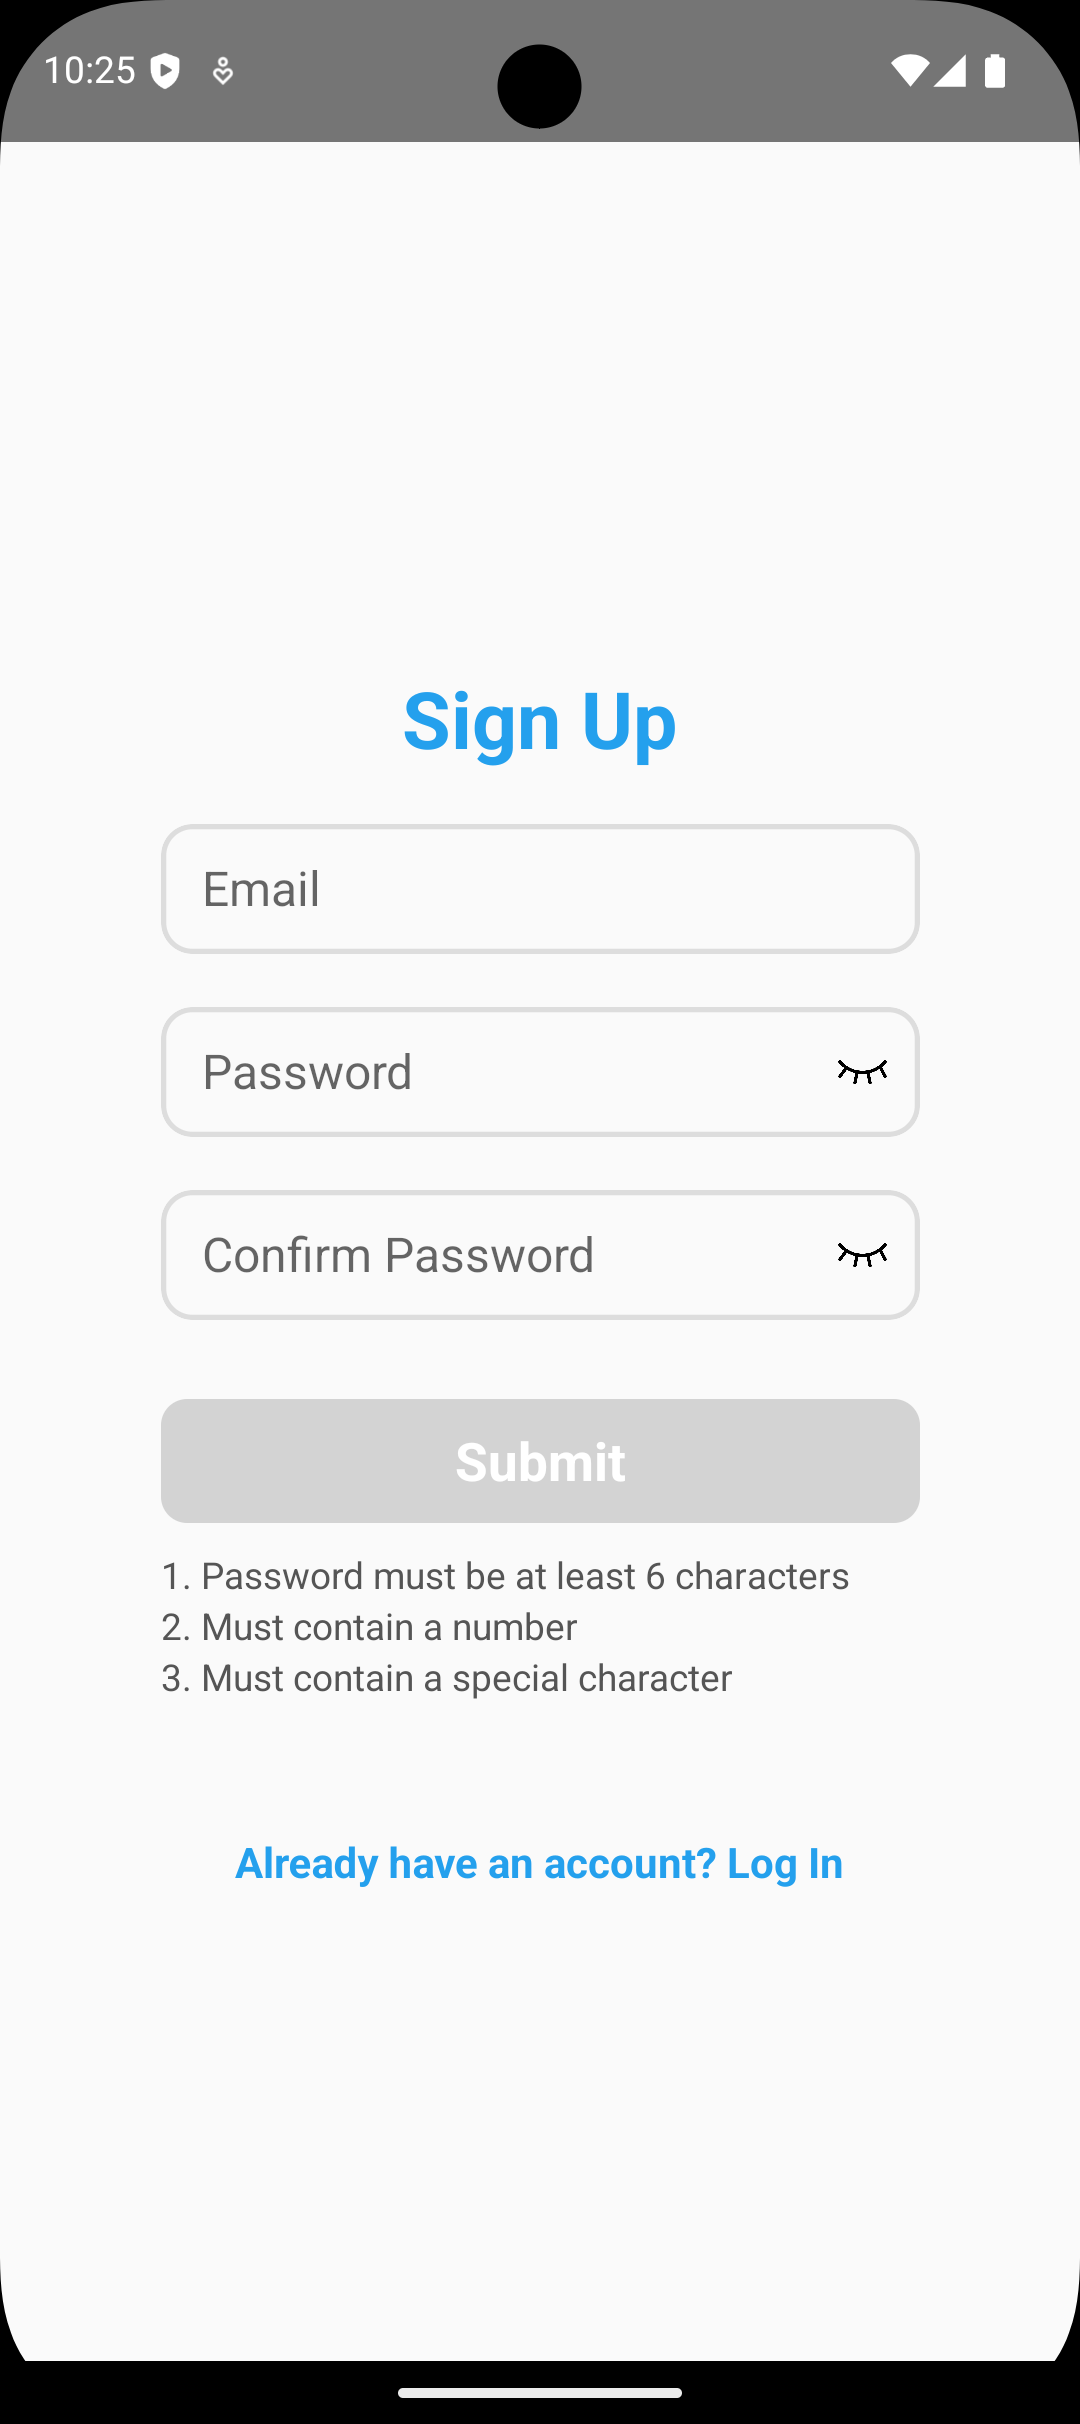 10:25
Sign Up
Email
Password
Confirm Password
Submit
1. Password must be at least 6 characters
2. Must contain a number
3. Must contain a special character
Already have an account? Log In